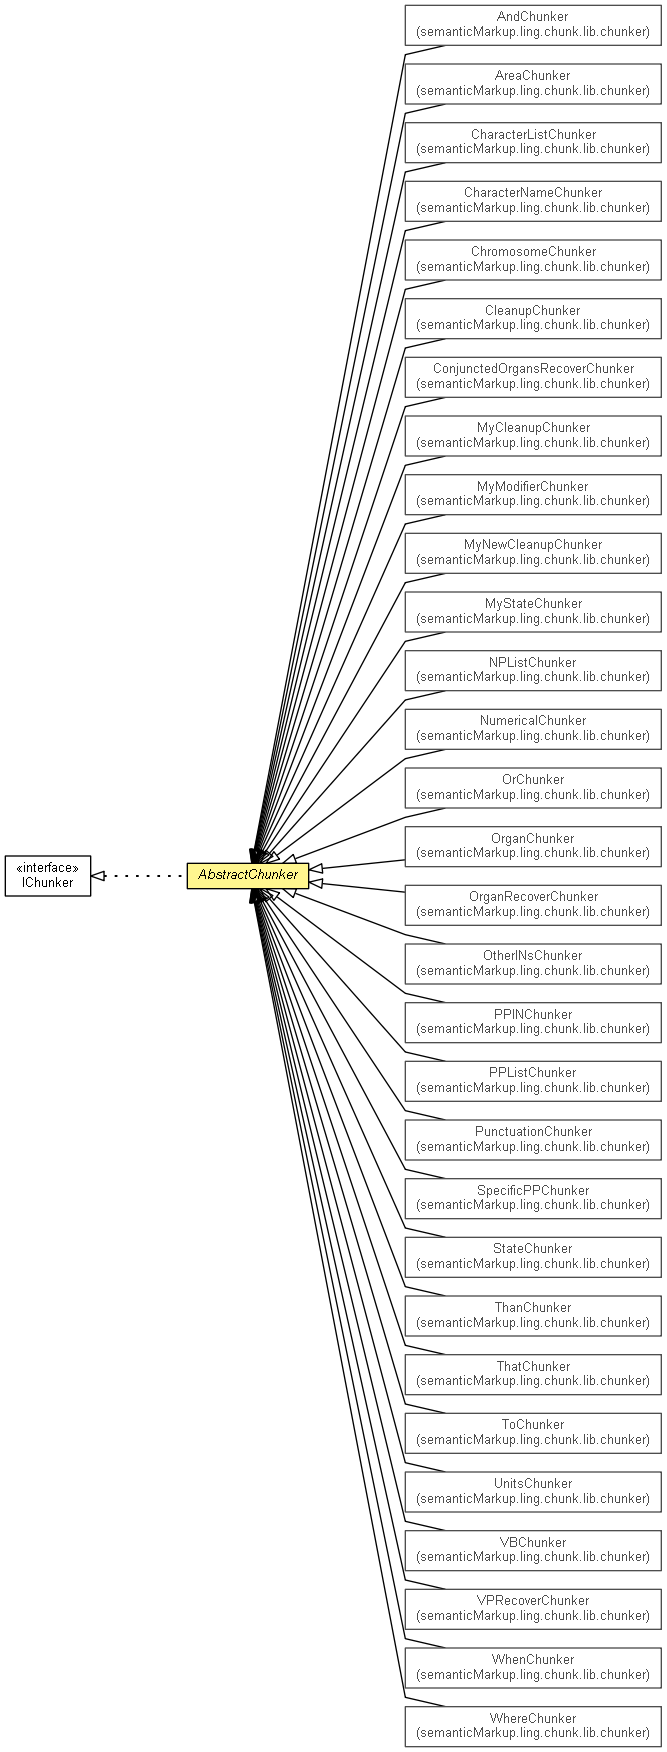 AndChunker
(semanticMarkup.ling.chunk.lib.chunker)
AreaChunker
(semanticMarkup.ling.chunk.lib.chunker)
CharacterListChunker
(semanticMarkup.ling.chunk.lib.chunker)
CharacterNameChunker
(semanticMarkup.ling.chunk.lib.chunker)
ChromosomeChunker
(semanticMarkup.ling.chunk.lib.chunker)
CleanupChunker
(semanticMarkup.ling.chunk.lib.chunker)
ConjunctedOrgansRecoverChunker
(semanticMarkup.ling.chunk.lib.chunker)
MyCleanupChunker
(semanticMarkup.ling.chunk.lib.chunker)
MyModifierChunker
(semanticMarkup.ling.chunk.lib.chunker)
MyNewCleanupChunker
(semanticMarkup.ling.chunk.lib.chunker)
MyStateChunker
(semanticMarkup.ling.chunk.lib.chunker)
NPListChunker
(semanticMarkup.ling.chunk.lib.chunker)
NumericalChunker
(semanticMarkup.ling.chunk.lib.chunker)
OrChunker
(semanticMarkup.ling.chunk.lib.chunker)
OrganChunker
(semanticMarkup.ling.chunk.lib.chunker)
«interface»
IChunker
AbstractChunker
OrganRecoverChunker
(semanticMarkup.ling.chunk.lib.chunker)
OtherINsChunker
(semanticMarkup.ling.chunk.lib.chunker)
PPINChunker
(semanticMarkup.ling.chunk.lib.chunker)
PPListChunker
(semanticMarkup.ling.chunk.lib.chunker)
PunctuationChunker
(semanticMarkup.ling.chunk.lib.chunker)
SpecificPPChunker
(semanticMarkup.ling.chunk.lib.chunker)
StateChunker
(semanticMarkup.ling.chunk.lib.chunker)
ThanChunker
(semanticMarkup.ling.chunk.lib.chunker)
ThatChunker
(semanticMarkup.ling.chunk.lib.chunker)
ToChunker
(semanticMarkup.ling.chunk.lib.chunker)
UnitsChunker
(semanticMarkup.ling.chunk.lib.chunker)
VBChunker
(semanticMarkup.ling.chunk.lib.chunker)
VPRecoverChunker
(semanticMarkup.ling.chunk.lib.chunker)
WhenChunker
(semanticMarkup.ling.chunk.lib.chunker)
WhereChunker
(semanticMarkup.ling.chunk.lib.chunker)